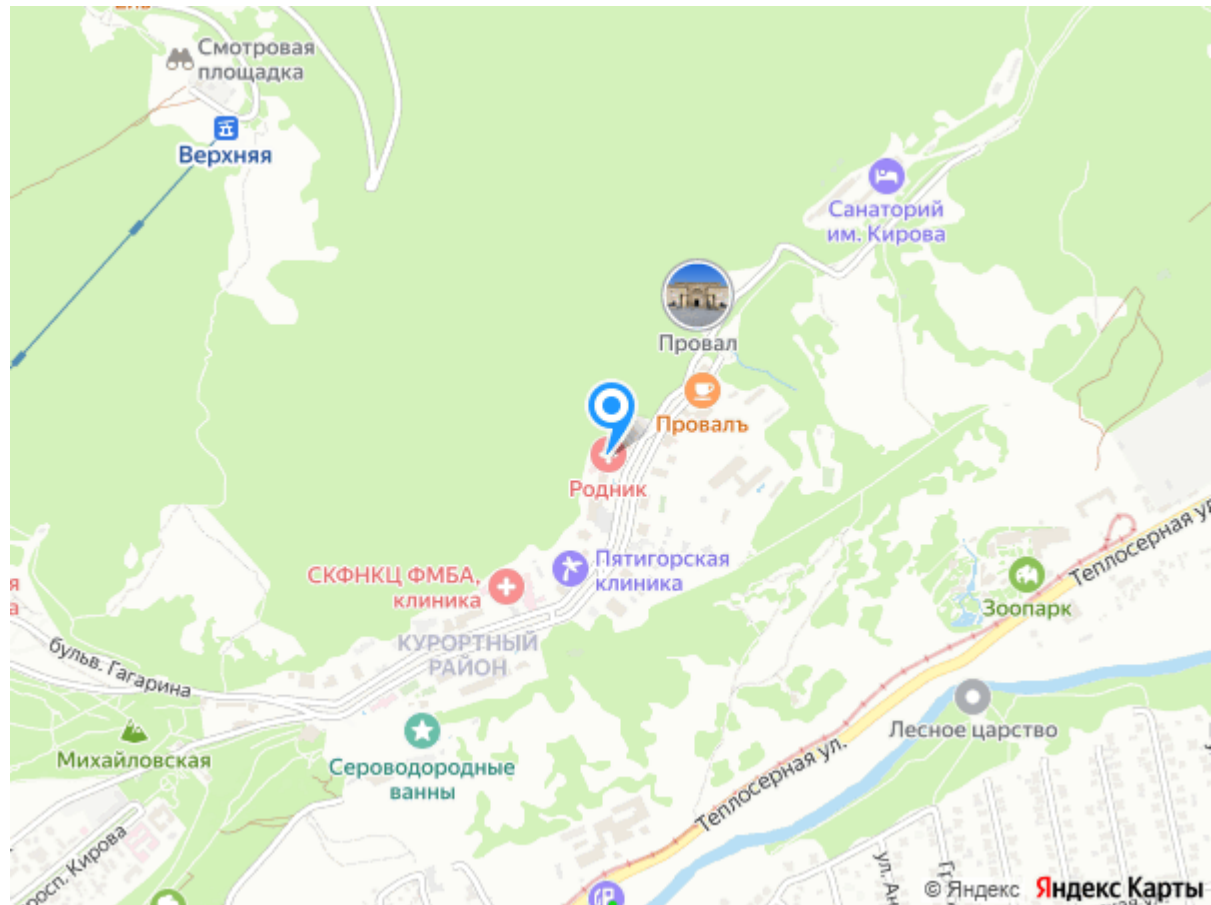 Смотровая
площадка
Верхняя
Санаторий
им. Кирова
Провал
Провалъ
Родник
Пятигорская
клиника
СКФНКЦ ФМБА,
клиника
Теплосерная ул.
Зоопарк
КУРОРТНЫЙ
РАЙОН
бульв. Гагарина
Лесное царство
Михайловская
Сероводородные
ванны
Теплосерная ул.
просп. Кирова
© Яндекс Яндекс Карты